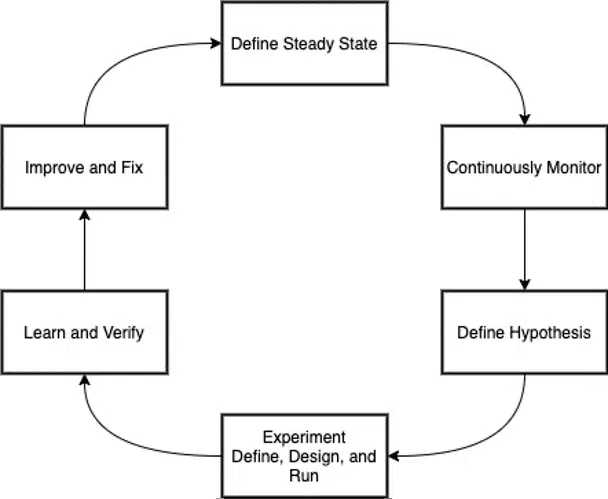 Define Steady State
Continuously Monitor
Define Hypothesis
Experiment
Define, Design, and
Run
Learn and Verify
Improve and Fix